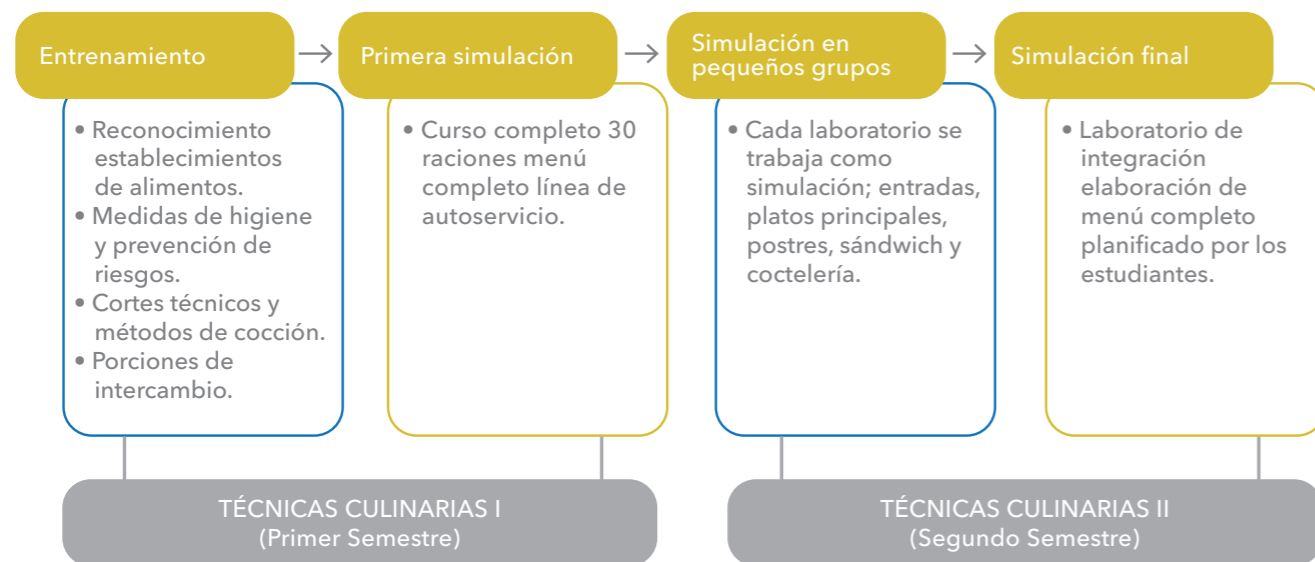 Entrenamiento
• Reconocimiento
establecimientos
de alimentos.
• Medidas de higiene
y prevención de
riesgos.
• Cortes técnicos y
métodos de cocción.
• Porciones de
intercambio.
Primera simulación
• Curso completo 30
raciones menú
completo línea de
autoservicio.
Simulación en
pequeños grupos
• Cada laboratorio se
trabaja como
simulación; entradas,
platos principales,
postres, sándwich y
coctelería.
Simulación final
• Laboratorio de
integración
elaboración de
menú completo
planificado por los
estudiantes.
TÉCNICAS CULINARIAS I
(Primer Semestre)
TÉCNICAS CULINARIAS II
(Segundo Semestre)